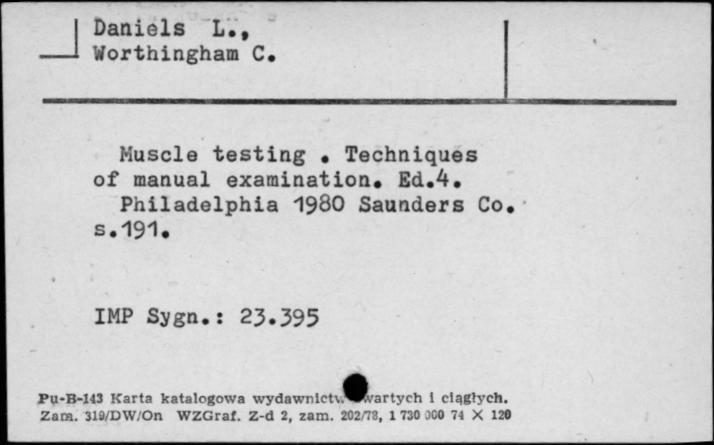 Daniels L.,
Worthingham C.
Muscle testing . Techniques
of manual examination. Ed.4.
Philadelphia 1980 Saunders Co.
s.191.
IMP Sygn.: 23.395
Pu-B-143 Karta katalogowa wydawnictw wartych i ciągłych.
Zam. 319/DW/On WZGraf. Z-d 2, zam. 202/78, 1 730 000 74 X 120